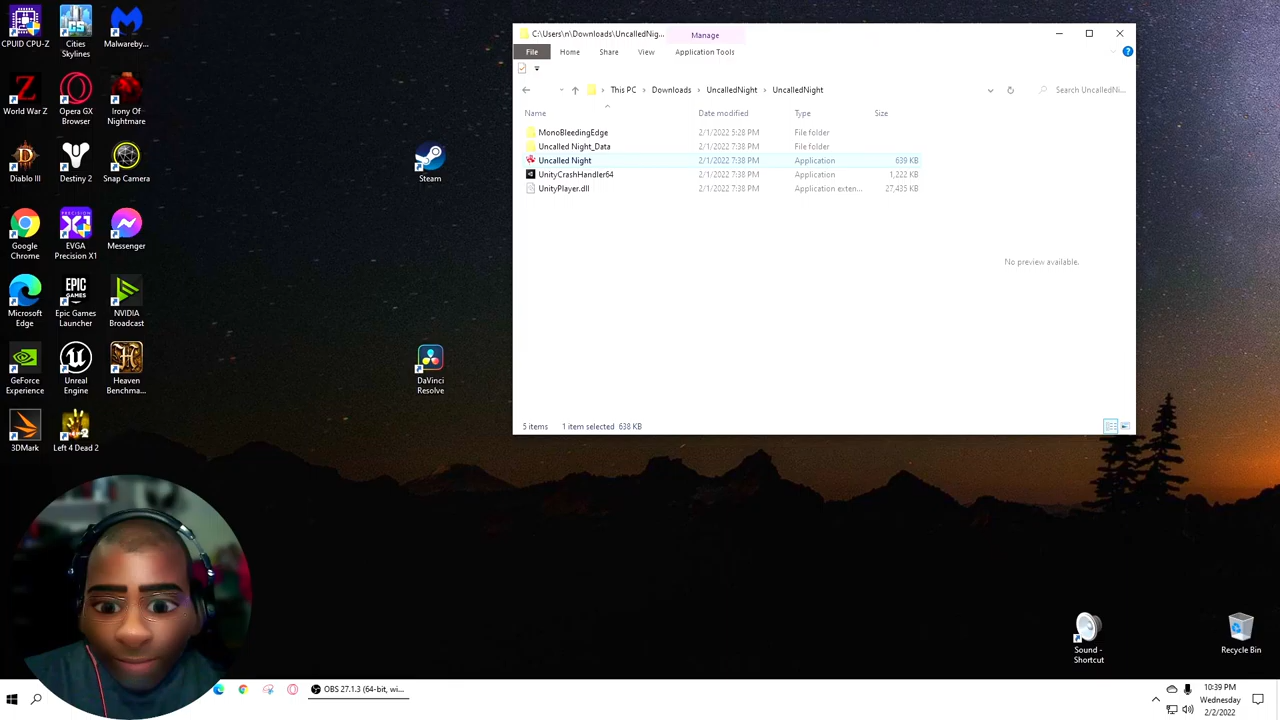 CPUID CPU-Z
Cities
Skylines
Malwareby...
World War Z
Opera GX
Browser
Irony Of
Nightmare
Diablo III
Destiny 2
Snap Camera
Google
Chrome
EVGA
Precision X1
Messenger
Microsoft
Edge
Epic Games
Launcher
NVIDIA
Broadcast
GeForce
Experience
Unreal
Engine
Heaven
Benchma...
3DMark
Left 4 Dead 2
Steam
DaVinci
Resolve
C:\Users\n\Downloads\UncalledNig...
Manage
File
Home
Share
View
Application Tools
This PC
Downloads
UncalledNight
UncalledNight
Search UncalledNi...
Name
Date modified
Type
Size
MonoBleedingEdge 2/1/2022 5:28 PM File folder
Uncalled Night_Data 2/1/2022 7:38 PM File folder
Uncalled Night 2/1/2022 7:38 PM Application 639 KB
UnityCrashHandler64 2/1/2022 7:38 PM Application 1,222 KB
UnityPlayer.dll 2/1/2022 7:38 PM Application exten... 27,435 KB
No preview available.
5 items 1 item selected 638 KB
Sound -
Shortcut
Recycle Bin
OBS 27.1.3 (64-bit, wi...
10:39 PM
Wednesday
2/2/2022